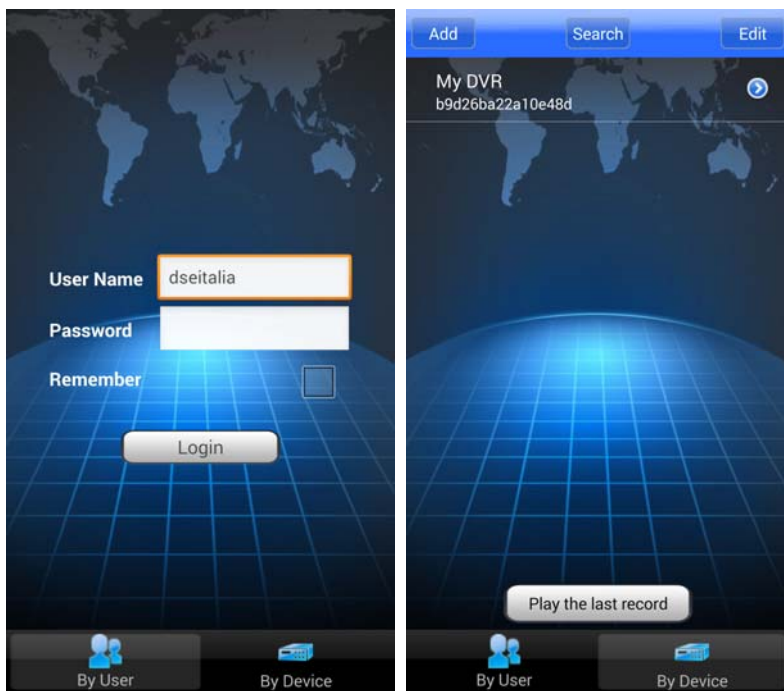 User Name
dseitalia
Password
Remember
Login
By User
By Device
Add
Search
Edit
My DVR
b9d26ba22a10e48d
Play the last record
By User
By Device